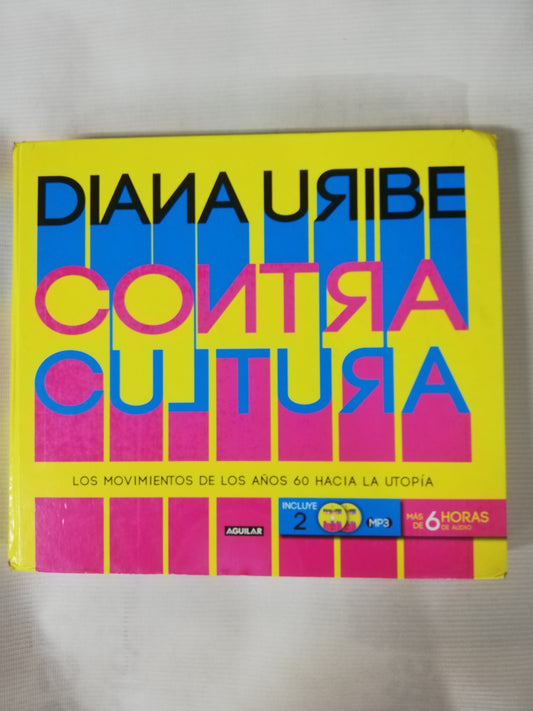 DIANA URIBE
CONTRA
CULTURA
LOS MOVIMIENTOS DE LOS AÑOS 60 HACIA LA UTOPÍA
AGUILAR
INCLUYE
2
MP3
MÁS DE 6 HORAS DE AUDIO